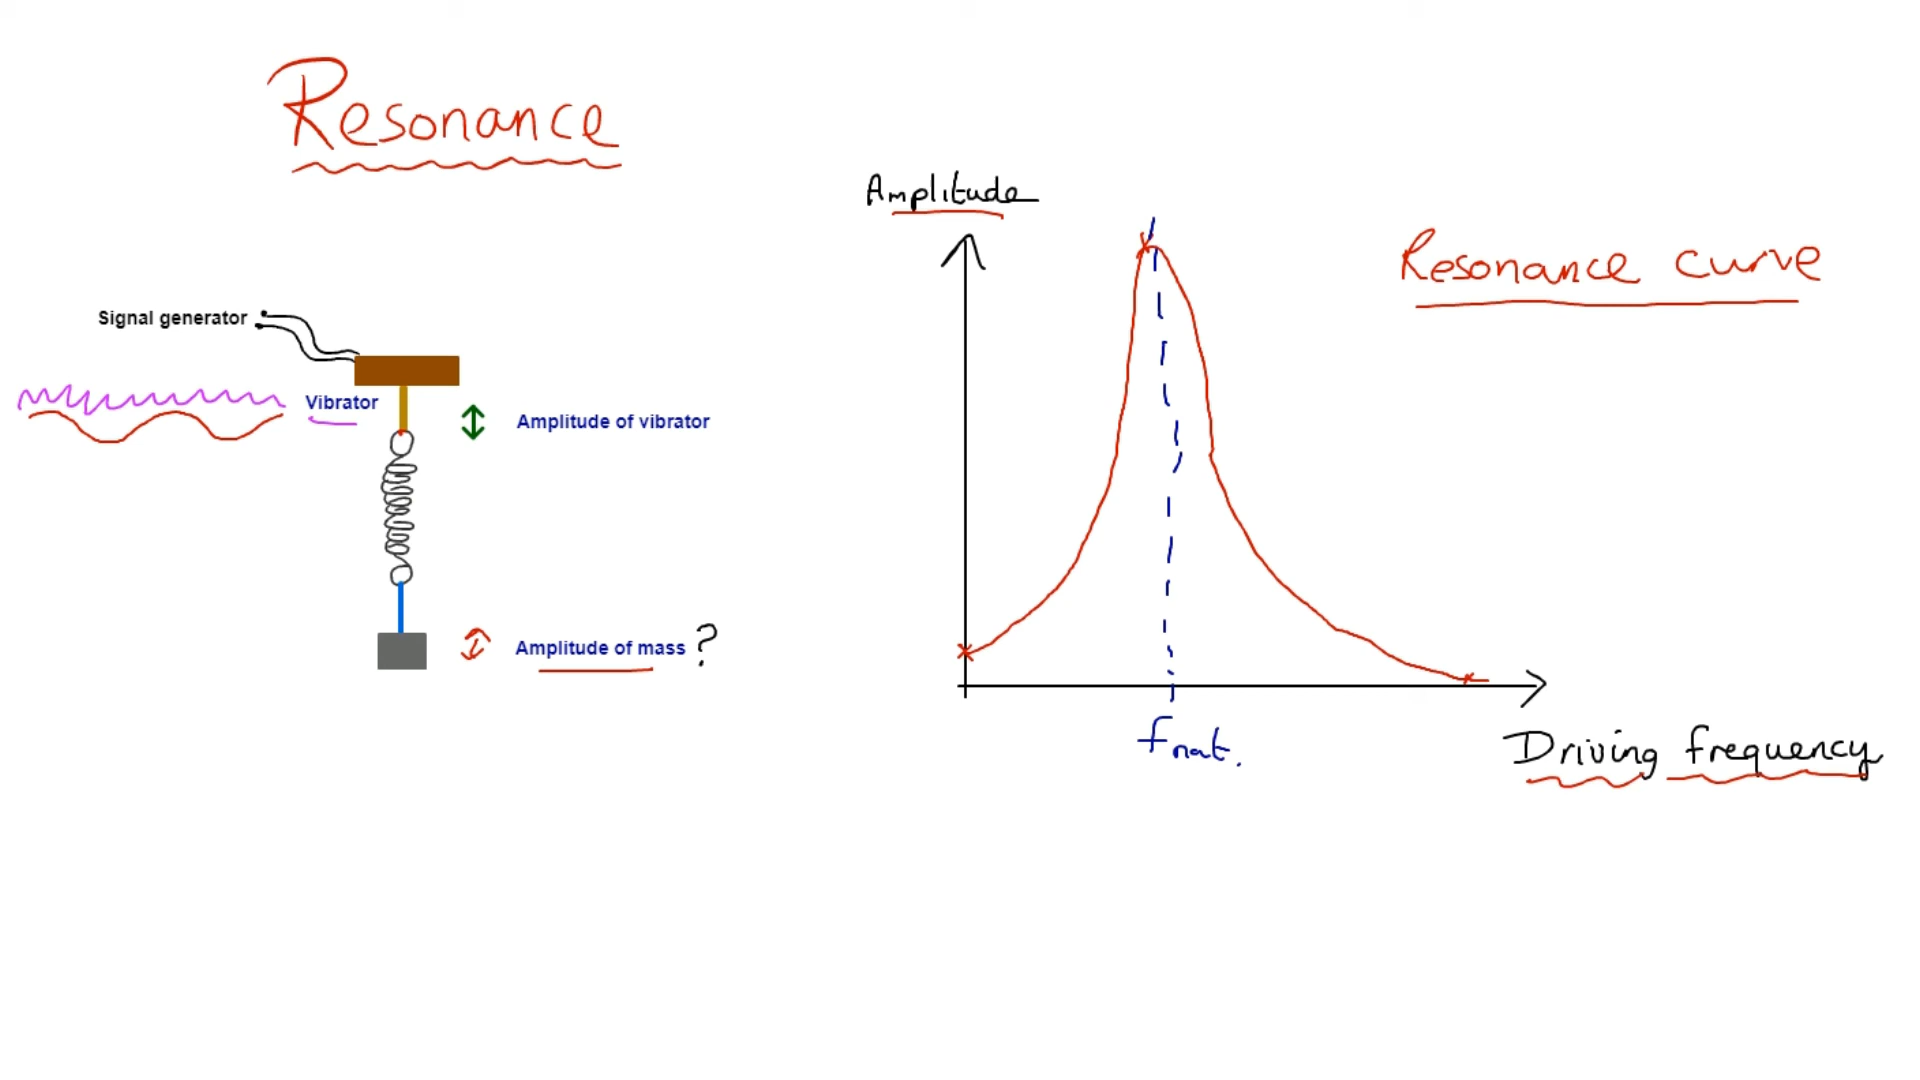 Resonance
Amplitude
Resonance curve
Signal generator
Vibrator
Amplitude of vibrator
Amplitude of mass ?
fnat.
Driving frequency